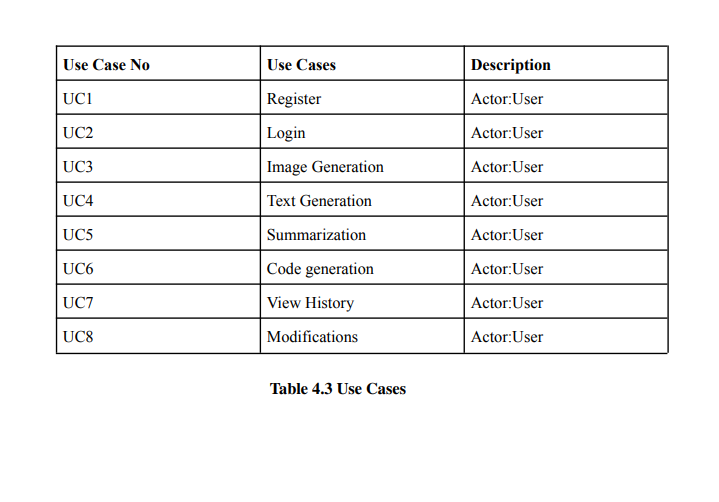 Use Case No Use Cases Description
UC1 Register Actor:User
UC2 Login Actor:User
UC3 Image Generation Actor:User
UC4 Text Generation Actor:User
UC5 Summarization Actor:User
UC6 Code generation Actor:User
UC7 View History Actor:User
UC8 Modifications Actor:User
Table 4.3 Use Cases